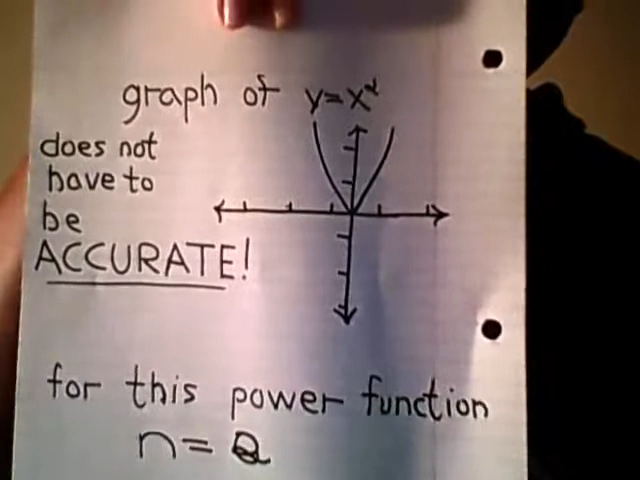 graph of y=x²
does not
have to
be
ACCURATE!
for this power function
n=2